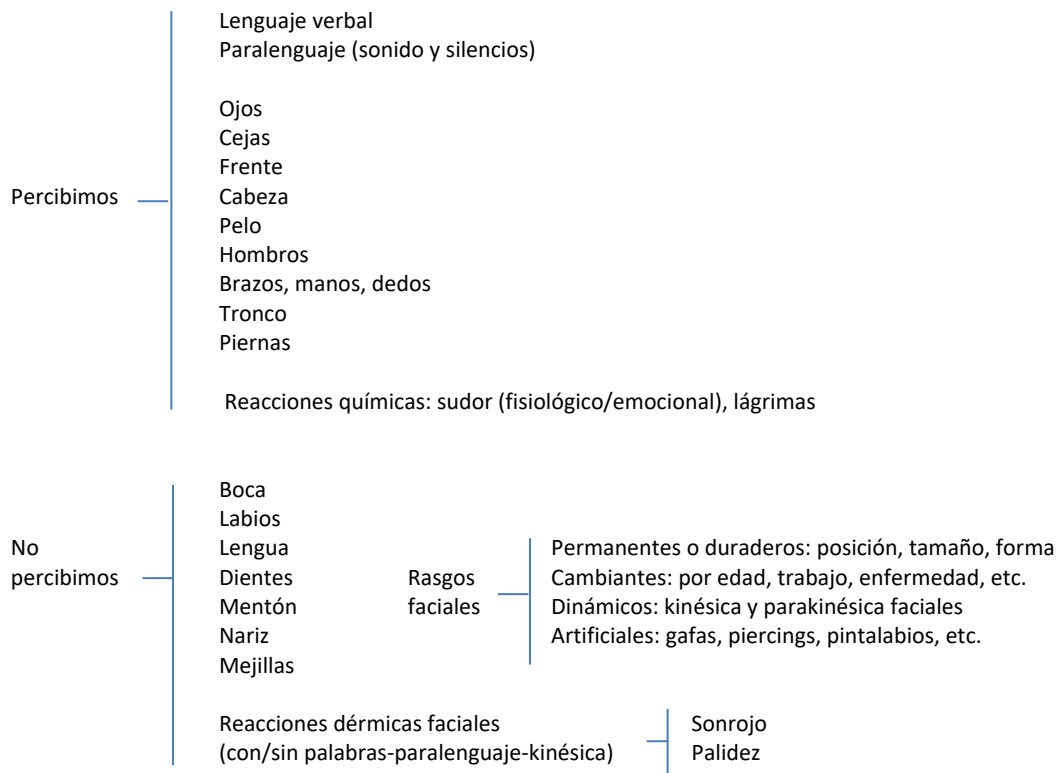 Lenguaje verbal
Paralenguaje (sonido y silencios)
Ojos
Cejas
Frente
Percibimos
Cabeza
Pelo
Hombros
Brazos, manos, dedos
Tronco
Piernas
Reacciones químicas: sudor (fisiológico/emocional), lágrimas
No
percibimos
Boca
Labios
Lengua
Dientes
Mentón
Nariz
Mejillas
Rasgos
faciales
Permanentes o duraderos: posición, tamaño, forma
Cambiantes: por edad, trabajo, enfermedad, etc.
Dinámicos: kinésica y parakinésica faciales
Artificiales: gafas, piercings, pintalabios, etc.
Reacciones dérmicas faciales
(con/sin palabras-paralenguaje-kinésica)
Sonrojo
Palidez